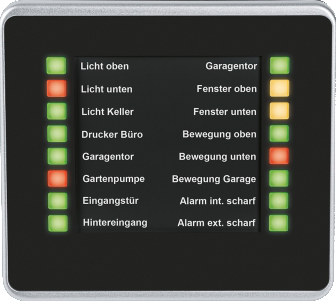 Licht oben Garagentor
Licht unten Fenster oben
Licht Keller Fenster unten
Drucker Büro Bewegung oben
Garagentor Bewegung unten
Gartenpumpe Bewegung Garage
Eingangstür Alarm int. scharf
Hintereingang Alarm ext. scharf